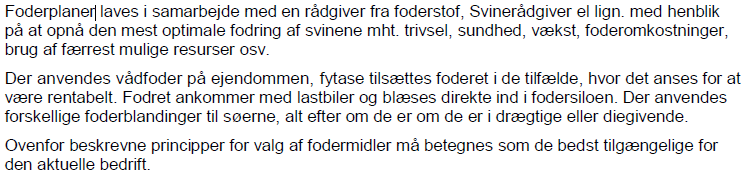 Foderplaner laves i samarbejde med en rådgiver fra foderstof, Svinerådgiver el lign. med henblik
på at opnå den mest optimale fodring af svinene mht. trivsel, sundhed, vækst, foderomkostninger,
brug af færrest mulige resurser osv.
Der anvendes vådfoder på ejendommen, fytase tilsættes foderet i de tilfælde, hvor det anses for at
være rentabelt. Fodret ankommer med lastbiler og blæses direkte ind i fodersiloen. Der anvendes
forskellige foderblandinger til søerne, alt efter om de er om de er i drægtige eller diegivende.
Ovenfor beskrevne principper for valg af fodermidler må betegnes som de bedst tilgængelige for
den aktuelle bedrift.